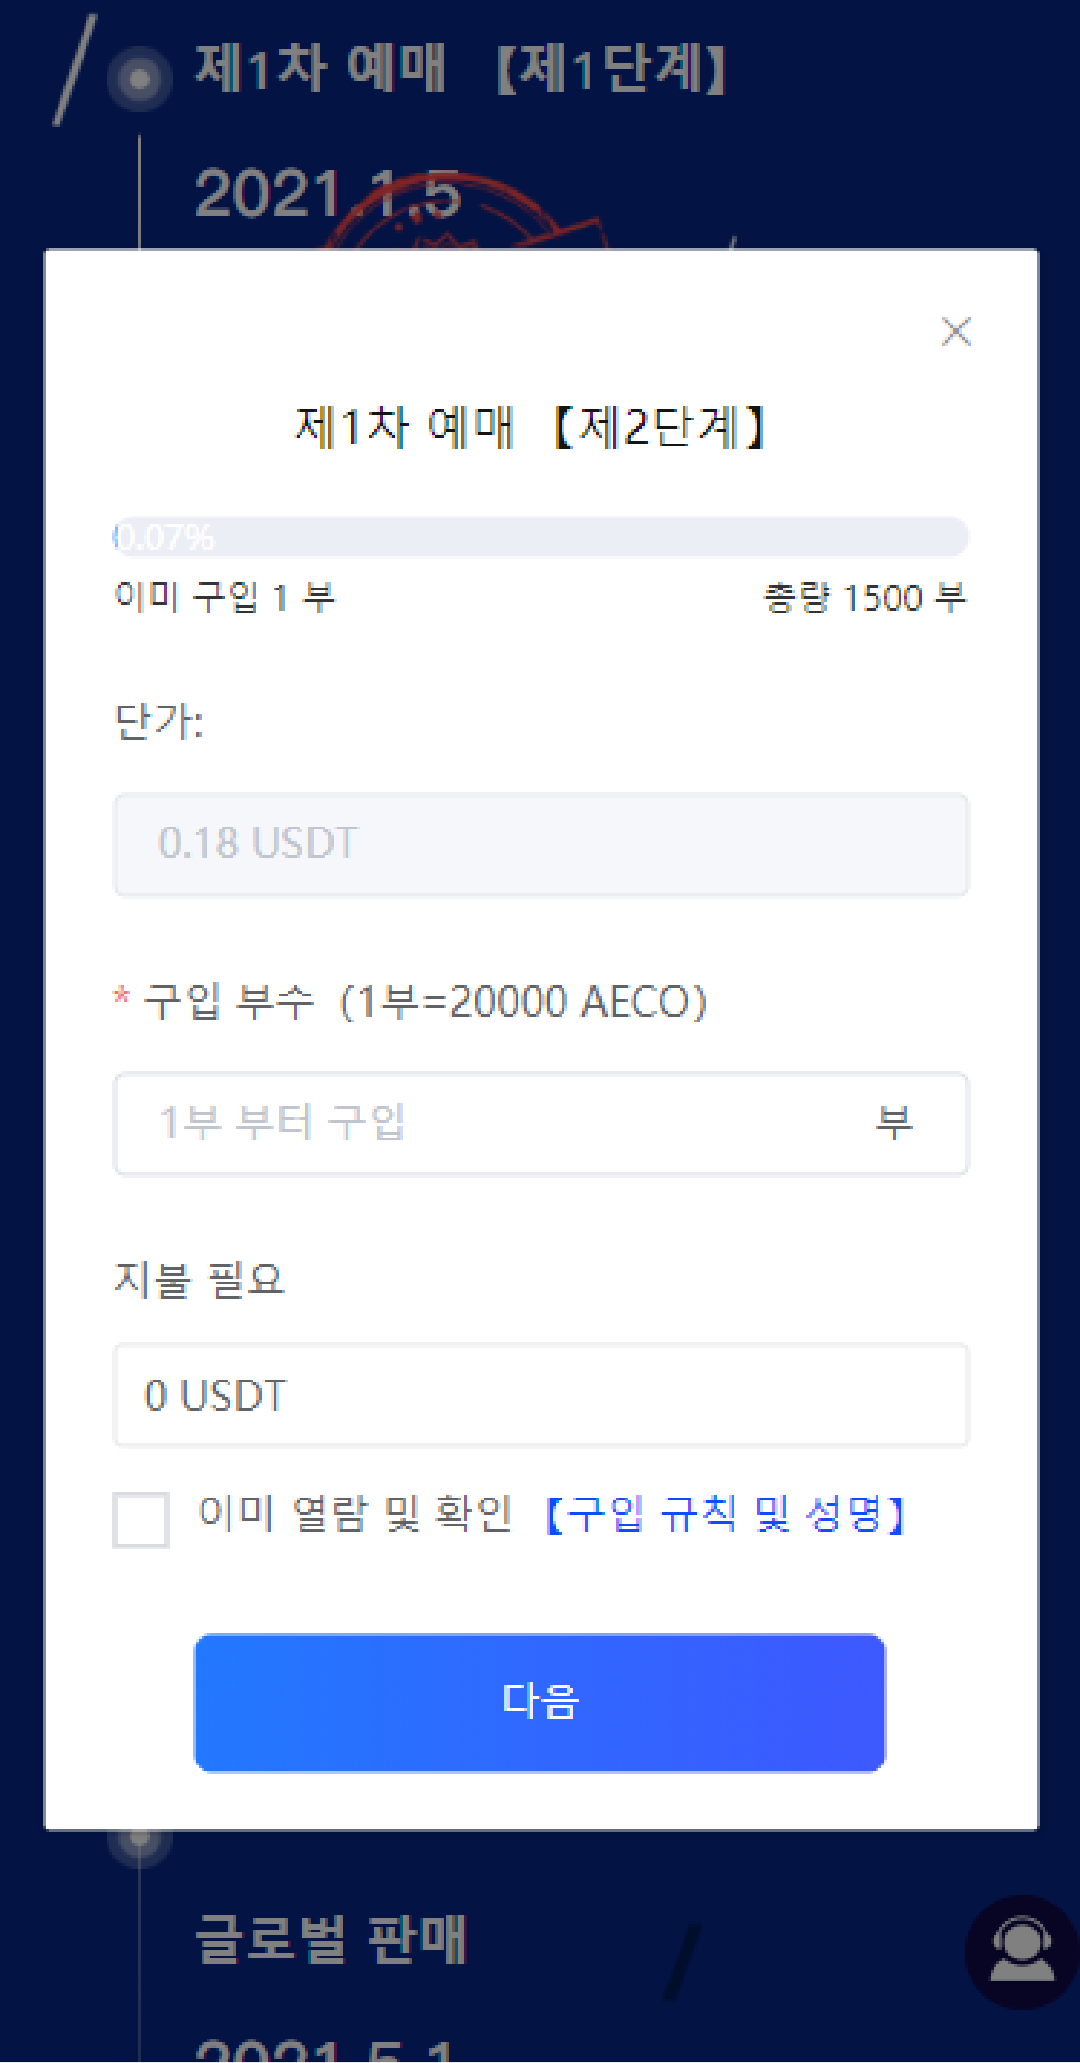 제1차 예매 【제1단계】
2021.1.5
제1차 예매 【제2단계】
0.07%
이미 구입 1 부
총량 1500 부
단가:
0.18 USDT
* 구입 부수 (1부=20000 AECO)
1부 부터 구입
부
지불 필요
0 USDT
이미 열람 및 확인 【구입 규칙 및 성명】
다음
글로벌 판매
2021.5.1